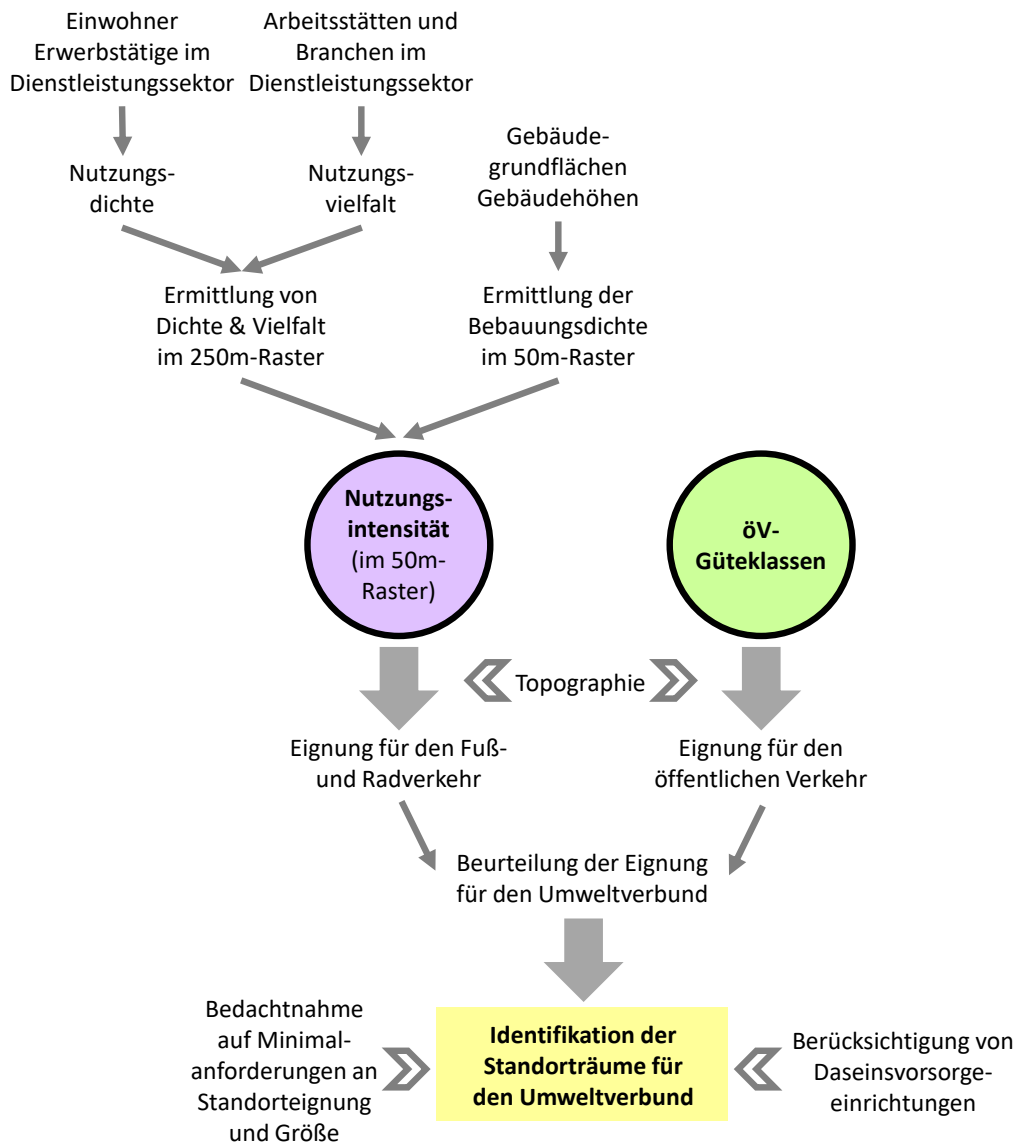 Einwohner
Erwerbstätige im
Dienstleistungssektor
Arbeitsstätten und
Branchen im
Dienstleistungssektor
Nutzungs-
dichte
Nutzungs-
vielfalt
Gebäude-
grundflächen
Gebäudehöhen
Ermittlung von
Dichte & Vielfalt
im 250m-Raster
Ermittlung der
Bebauungsdichte
im 50m-Raster
Nutzungs-
intensität
(im 50m-
Raster)
öV-
Güteklassen
Topographie
Eignung für den Fuß-
und Radverkehr
Eignung für den
öffentlichen Verkehr
Beurteilung der Eignung
für den Umweltverbund
Bedachtnahme
auf Minimal-
anforderungen an
Standorteignung
und Größe
Identifikation der
Standorträume für
den Umweltverbund
Berücksichtigung von
Daseinsvorsorge-
einrichtungen